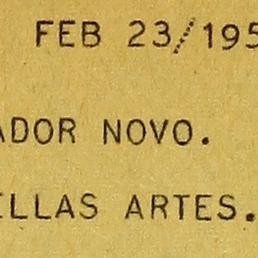 FEB 23/195
ADOR NOVO.
ELLAS ARTES.